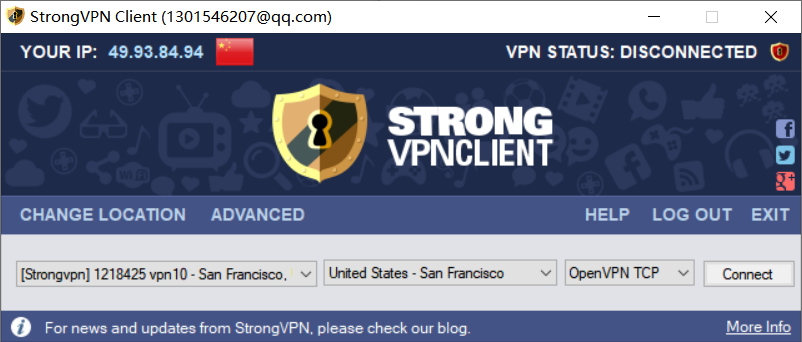 StrongVPN Client (1301546207@qq.com)
YOUR IP: 49.93.84.94 VPN STATUS: DISCONNECTED
STRONG
VPNCLIENT
CHANGE LOCATION ADVANCED HELP LOG OUT EXIT
[Strongvpn] 1218425 vpn10 - San Francisco, United States - San Francisco OpenVPN TCP Connect
For news and updates from StrongVPN, please check our blog. More Info